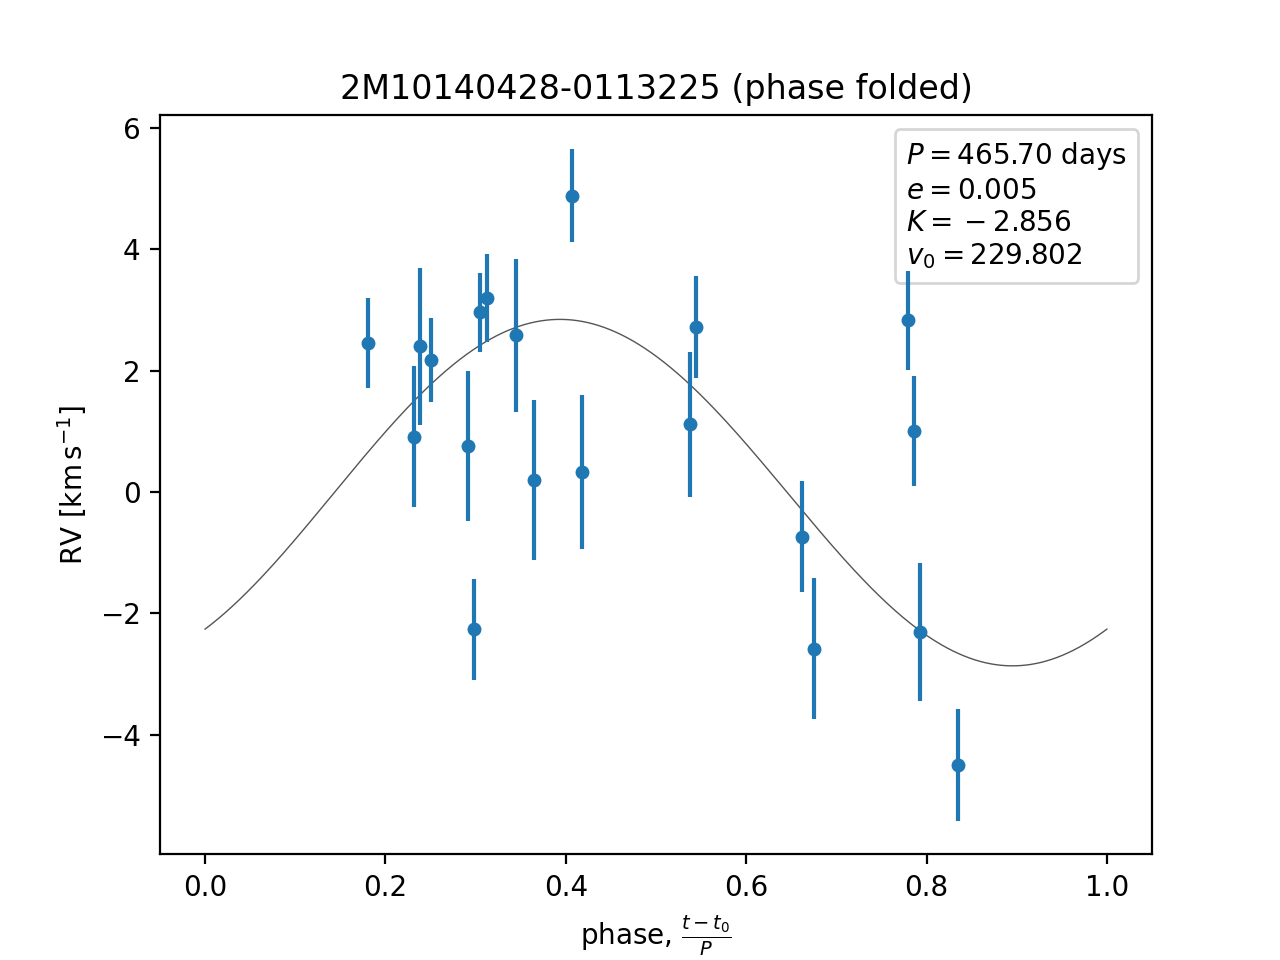 2M10140428-0113225 (phase folded)
P = 465.70 days
e = 0.005
K = −2.856
v₀ = 229.802
6
4
2
0
−2
−4
RV [km s⁻¹]
0.0 0.2 0.4 0.6 0.8 1.0
phase, (t − t₀)/P